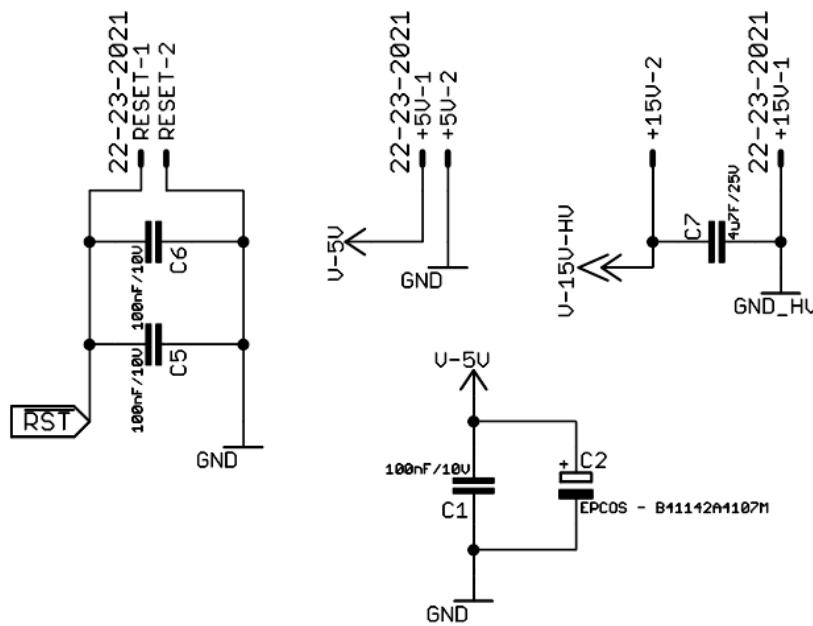 22-23-2021
RESET-1
RESET-2
C6
100nF/10V
C5
100nF/10V
RST
GND
22-23-2021
+5V-1
+5V-2
V-5V
GND
+15V-2
22-23-2021
+15V-1
C7
4u7F/25V
V-15V-HV
GND_HV
V-5V
100nF/10V
C1
+
C2
EPCOS - B41142A4107M
GND